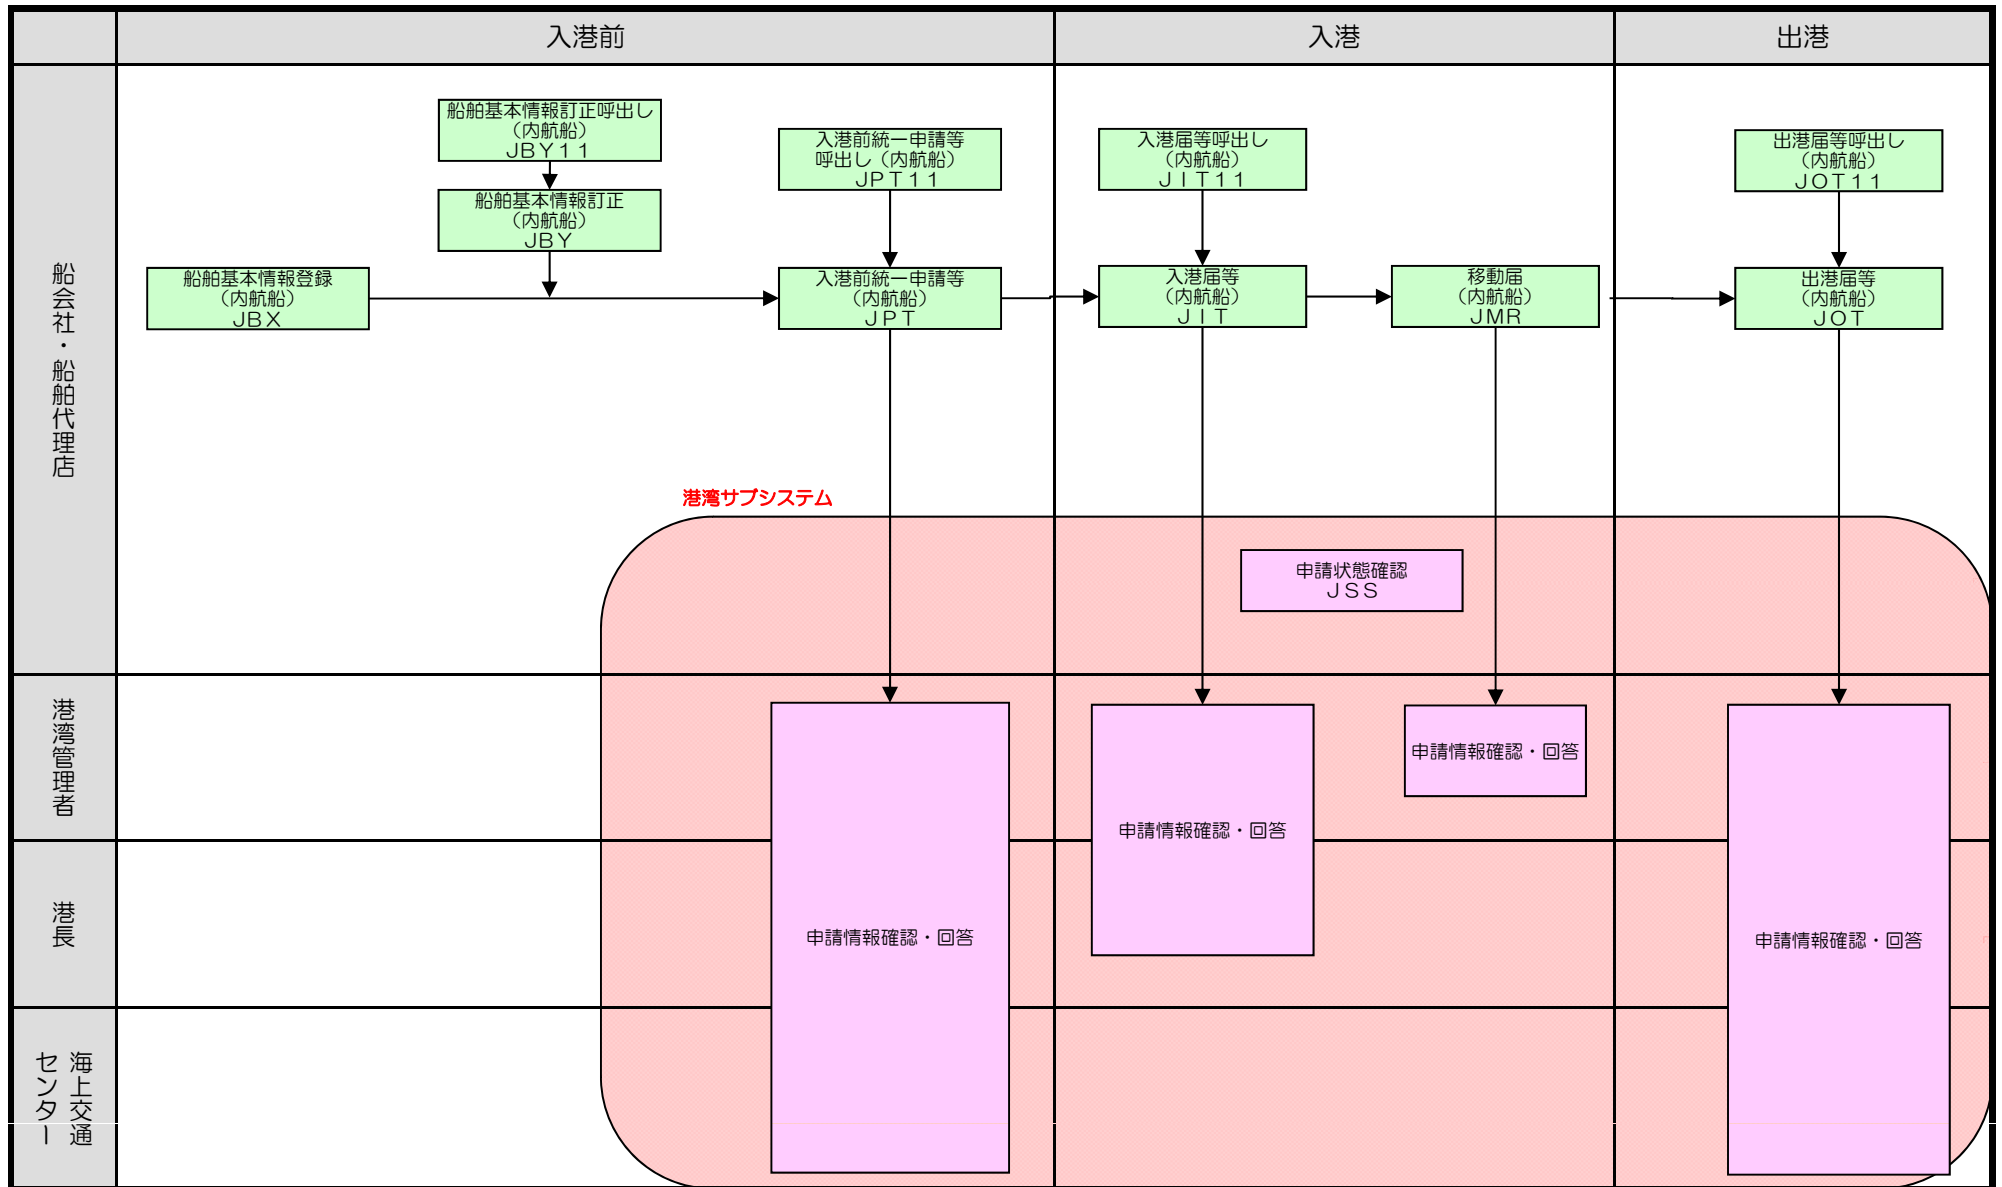 入港前
入港
出港
船会社・船舶代理店
船舶基本情報訂正呼出し
（内航船）
ＪＢＹ１１
船舶基本情報訂正
（内航船）
ＪＢＹ
船舶基本情報登録
（内航船）
ＪＢＸ
入港前統一申請等
呼出し（内航船）
ＪＰＴ１１
入港前統一申請等
（内航船）
ＪＰＴ
入港届等呼出し
（内航船）
ＪＩＴ１１
入港届等
（内航船）
ＪＩＴ
移動届
（内航船）
ＪＭＲ
出港届等呼出し
（内航船）
ＪＯＴ１１
出港届等
（内航船）
ＪＯＴ
港湾サブシステム
申請状態確認
ＪＳＳ
港湾管理者
申請情報確認・回答
申請情報確認・回答
港長
申請情報確認・回答
申請情報確認・回答
海上交通
センター